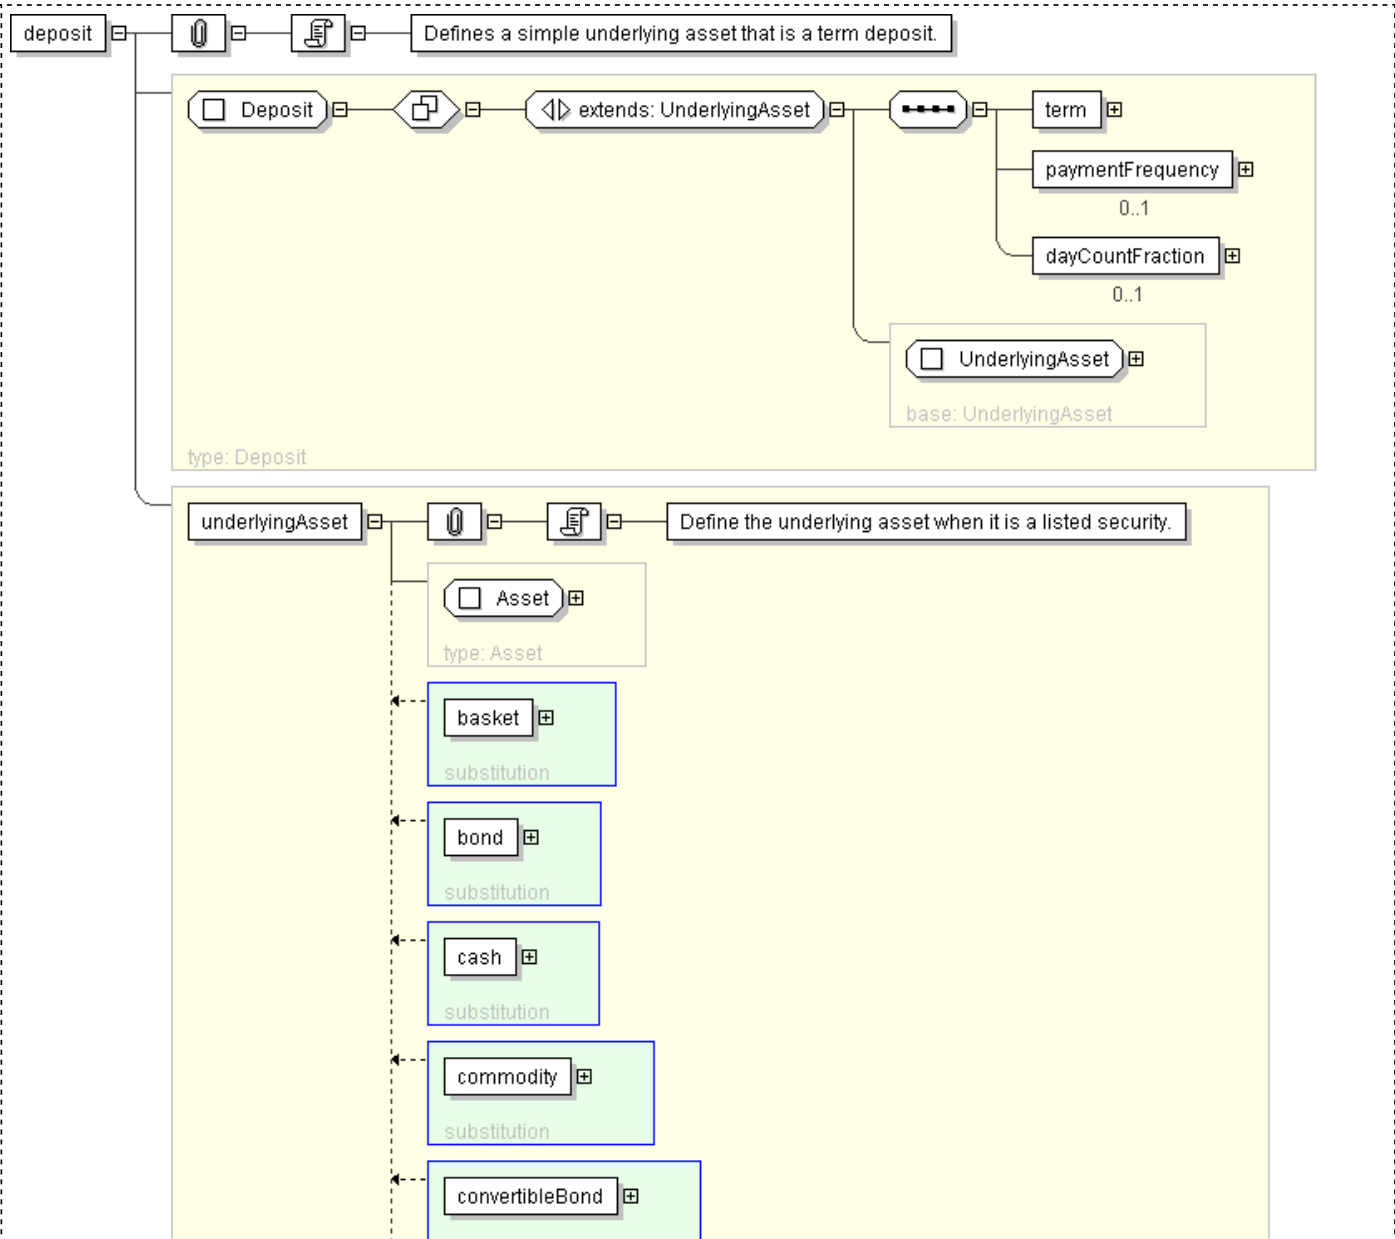 deposit
Defines a simple underlying asset that is a term deposit.
Deposit
extends: UnderlyingAsset
term
paymentFrequency
0..1
dayCountFraction
0..1
UnderlyingAsset
base: UnderlyingAsset
type: Deposit
underlyingAsset
Define the underlying asset when it is a listed security.
Asset
type: Asset
basket
substitution
bond
substitution
cash
substitution
commodity
substitution
convertibleBond